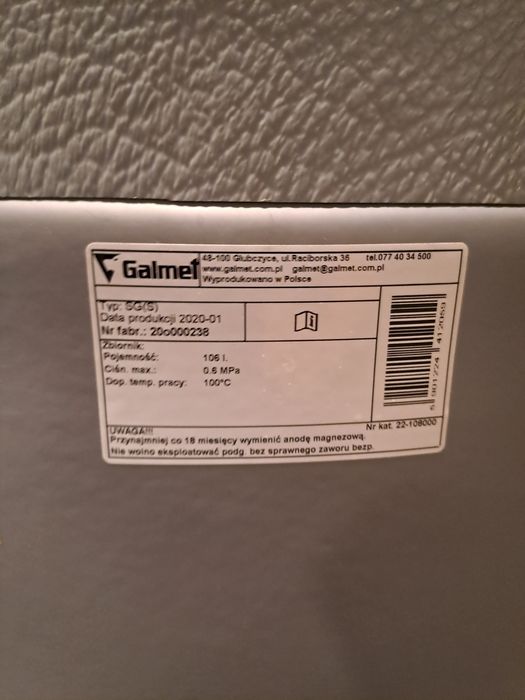 Galmet
48-100 Głubczyce, ul.Raciborska 36 tel.077 40 34 500
www.galmet.com.pl galmet@galmet.com.pl
Wyprodukowano w Polsce
Typ: SG(S)
Data produkcji 2020-01
Nr fabr.: 20o000238
Zbiornik:
Pojemność: 106 l.
Ciśn. max.: 0.6 MPa
Dop. temp. pracy: 100°C
5 901224 412059
Nr kat. 22-108000
UWAGA!!!
Przynajmniej co 18 miesięcy wymienić anodę magnezową.
Nie wolno eksploatować podg. bez sprawnego zaworu bezp.